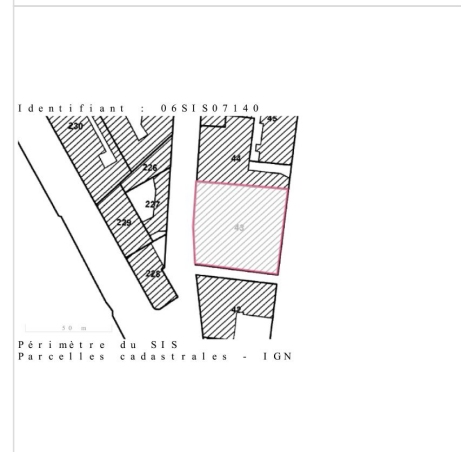 Identifiant : 06SIS07140
230
45
44
226
227
43
229
225
42
50 m
Périmètre du SIS
Parcelles cadastrales - IGN